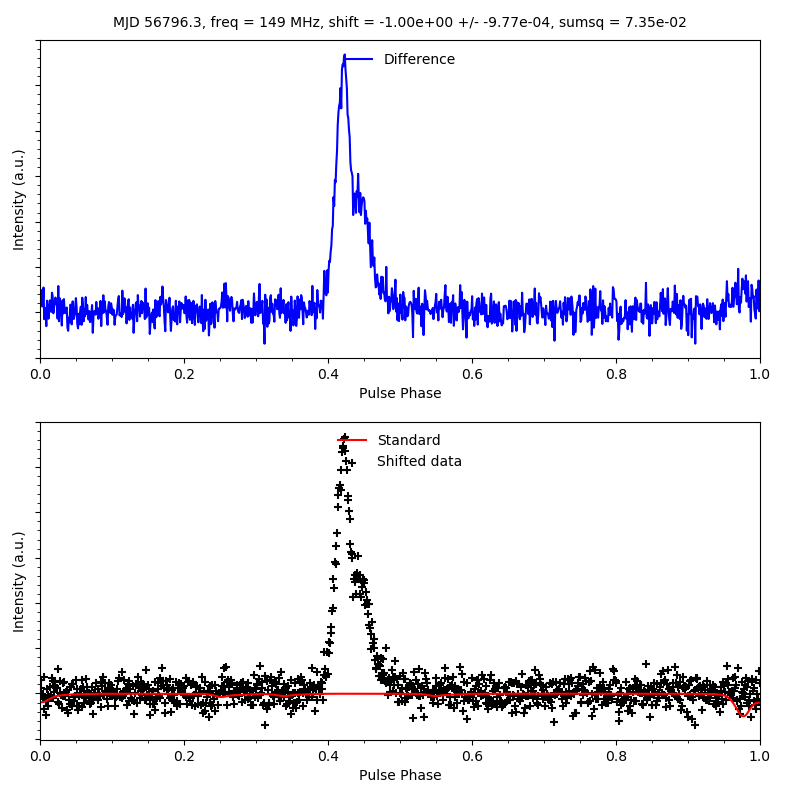 MJD 56796.3, freq = 149 MHz, shift = -1.00e+00 +/- -9.77e-04, sumsq = 7.35e-02
Difference
Intensity (a.u.)
0.0 0.2 0.4 0.6 0.8 1.0
Pulse Phase
Standard
Shifted data
Intensity (a.u.)
0.0 0.2 0.4 0.6 0.8 1.0
Pulse Phase